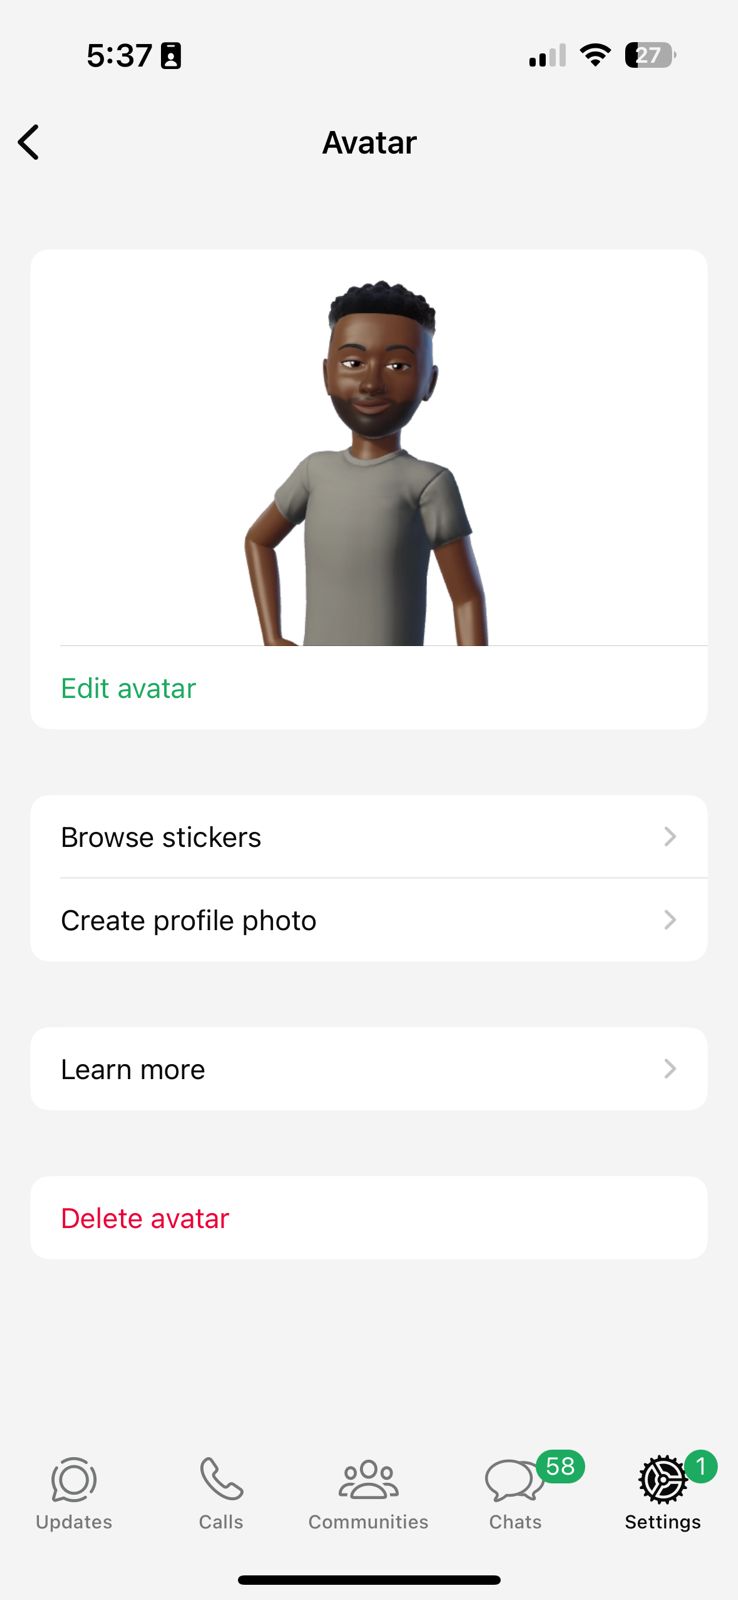 5:37
27
Avatar
Edit avatar
Browse stickers
Create profile photo
Learn more
Delete avatar
58
1
Updates
Calls
Communities
Chats
Settings